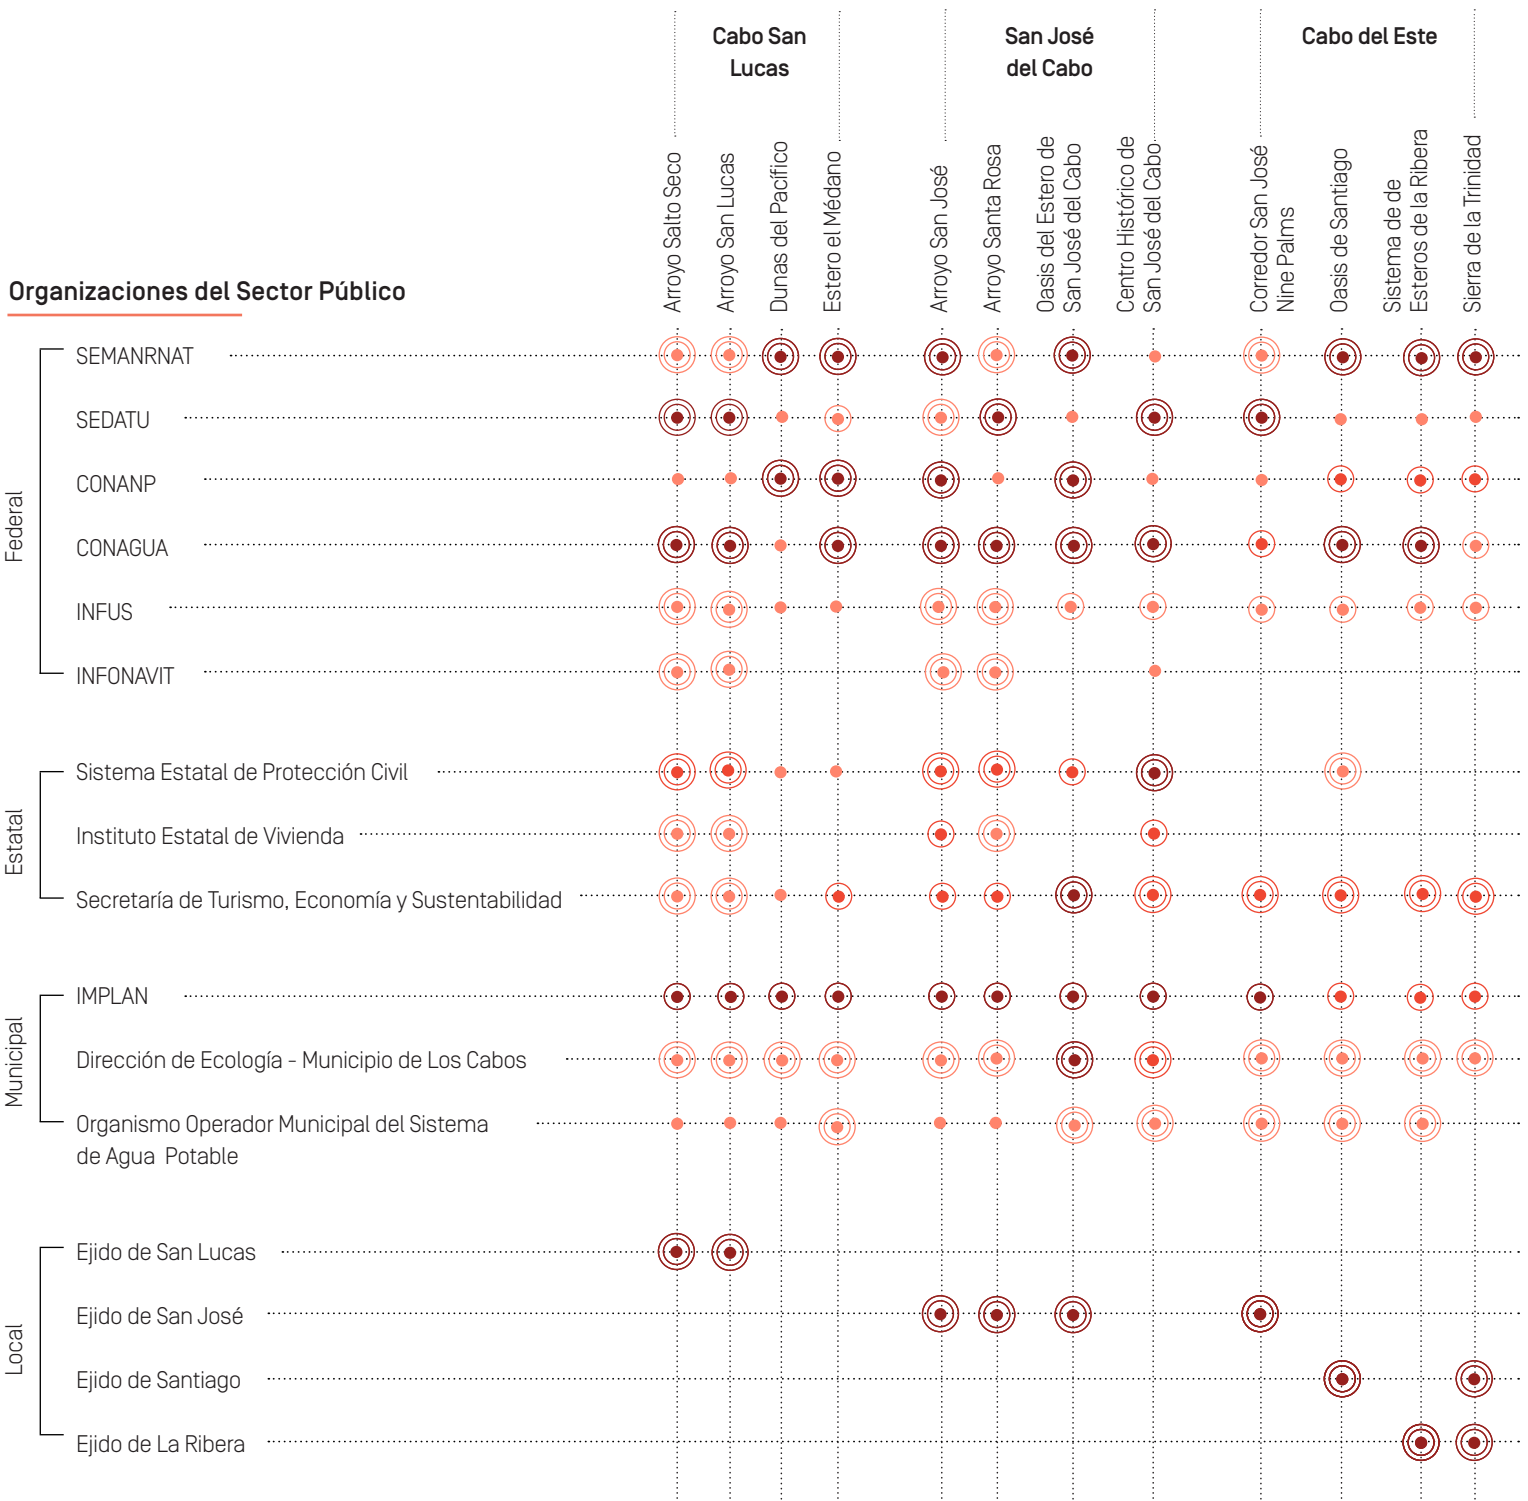 Cabo San
Lucas
San José
del Cabo
Cabo del Este
Arroyo Salto Seco
Arroyo San Lucas
Dunas del Pacífico
Estero el Médano
Arroyo San José
Arroyo Santa Rosa
Oasis del Estero de
San José del Cabo
Centro Histórico de
San José del Cabo
Corredor San José
Nine Palms
Oasis de Santiago
Sistema de de
Esteros de la Ribera
Sierra de la Trinidad
Organizaciones del Sector Público
Federal
SEMANRNAT
SEDATU
CONANP
CONAGUA
INFUS
INFONAVIT
Estatal
Sistema Estatal de Protección Civil
Instituto Estatal de Vivienda
Secretaría de Turismo, Economía y Sustentabilidad
Municipal
IMPLAN
Dirección de Ecología - Municipio de Los Cabos
Organismo Operador Municipal del Sistema
de Agua Potable
Local
Ejido de San Lucas
Ejido de San José
Ejido de Santiago
Ejido de La Ribera